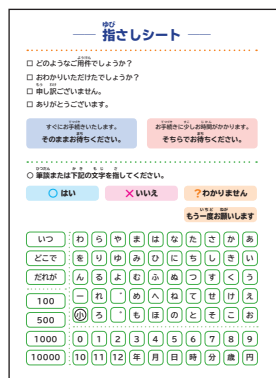 指さしシート
□ どのようなご用件でしょうか?
□ おわかりいただけたでしょうか?
□ 申し訳ございません。
□ ありがとうございます。
すぐにお手続きいたします。
そのままお待ちください。
お手続きに少しお時間がかかります。
そちらでお待ちください。
○ 筆談または下記の文字を指してください。
○ はい
×いいえ
?わかりません
もう一度お願いします
いつ わ ら や ま は な た さ か あ
どこで を り ゆ み ひ に ち し き い
だれが ん る よ む ふ ぬ つ す く う
100 ー れ ゛ め へ ね て せ け え
500 小 ろ ゜ も ほ の と そ こ お
1000 0 1 2 3 4 5 6 7 8 9
10000 10 11 12 年 月 日 時 分 歳 円